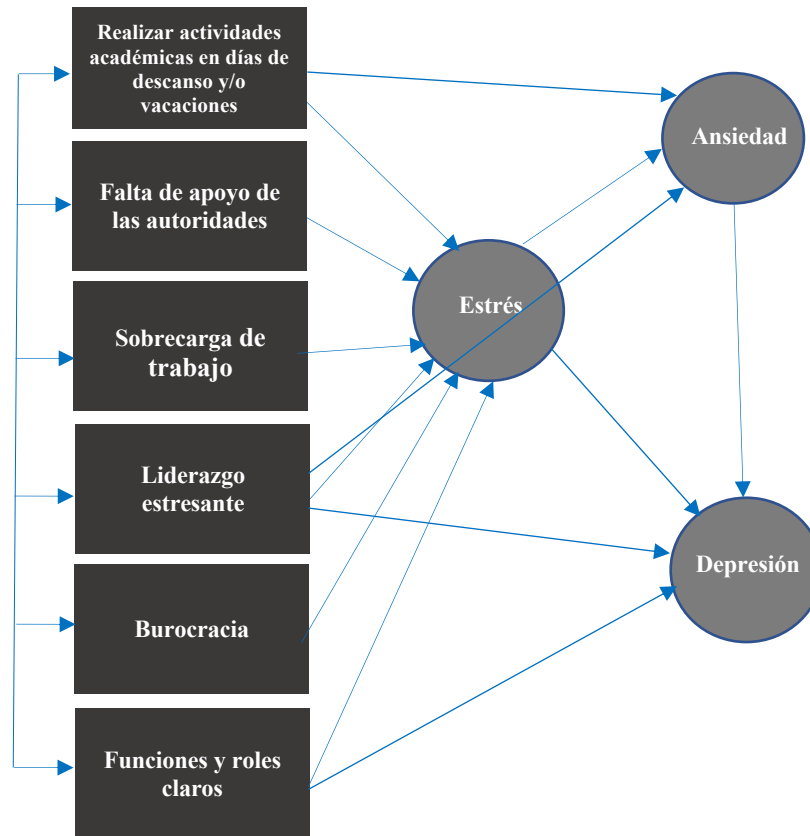 Realizar actividades
académicas en días de
descanso y/o
vacaciones
Ansiedad
Falta de apoyo de
las autoridades
Estrés
Sobrecarga de
trabajo
Liderazgo
estresante
Depresión
Burocracia
Funciones y roles
claros